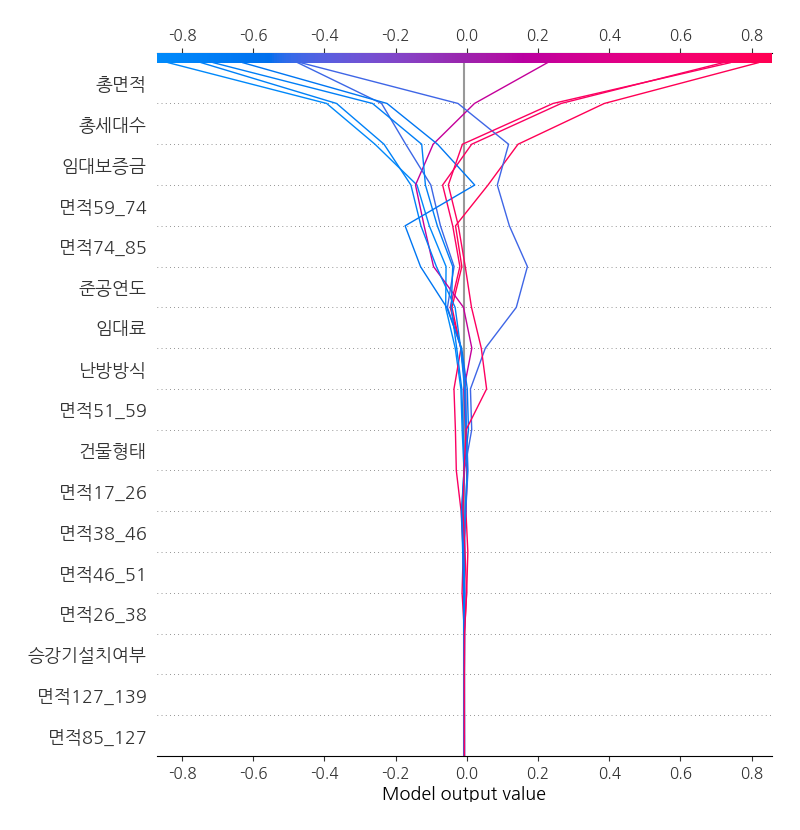 -0.8 -0.6 -0.4 -0.2 0.0 0.2 0.4 0.6 0.8
총면적
총세대수
임대보증금
면적59_74
면적74_85
준공연도
임대료
난방방식
면적51_59
건물형태
면적17_26
면적38_46
면적46_51
면적26_38
승강기설치여부
면적127_139
면적85_127
-0.8 -0.6 -0.4 -0.2 0.0 0.2 0.4 0.6 0.8
Model output value